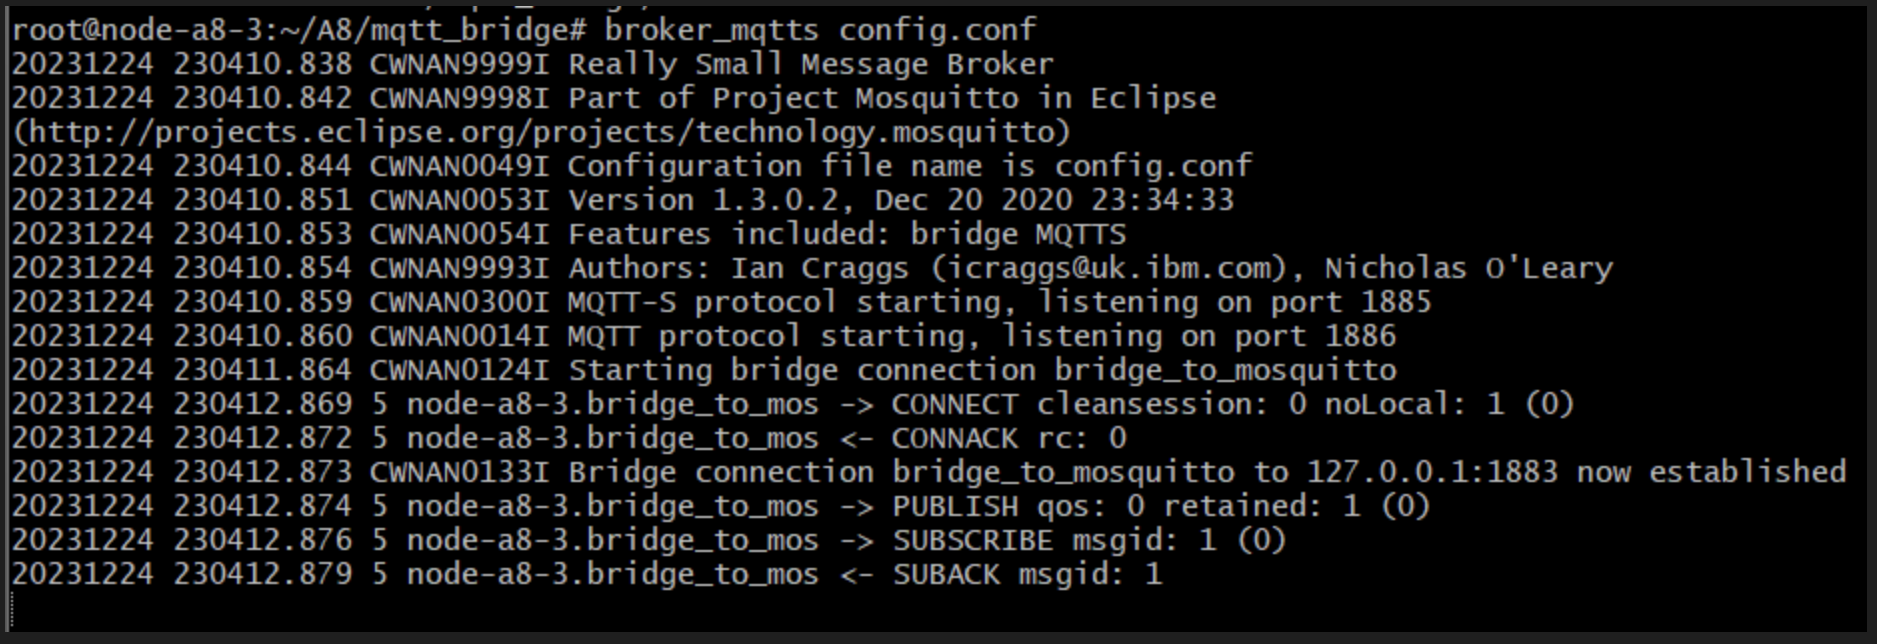 root@node-a8-3:~/A8/mqtt_bridge# broker_mqtts config.conf
20231224 230410.838 CWNAN9999I Really Small Message Broker
20231224 230410.842 CWNAN9998I Part of Project Mosquitto in Eclipse
(http://projects.eclipse.org/projects/technology.mosquitto)
20231224 230410.844 CWNAN0049I Configuration file name is config.conf
20231224 230410.851 CWNAN0053I Version 1.3.0.2, Dec 20 2020 23:34:33
20231224 230410.853 CWNAN0054I Features included: bridge MQTTS
20231224 230410.854 CWNAN9993I Authors: Ian Craggs (icraggs@uk.ibm.com), Nicholas O'Leary
20231224 230410.859 CWNAN0300I MQTT-S protocol starting, listening on port 1885
20231224 230410.860 CWNAN0014I MQTT protocol starting, listening on port 1886
20231224 230411.864 CWNAN0124I Starting bridge connection bridge_to_mosquitto
20231224 230412.869 5 node-a8-3.bridge_to_mos -> CONNECT cleansession: 0 noLocal: 1 (0)
20231224 230412.872 5 node-a8-3.bridge_to_mos <- CONNACK rc: 0
20231224 230412.873 CWNAN0133I Bridge connection bridge_to_mosquitto to 127.0.0.1:1883 now established
20231224 230412.874 5 node-a8-3.bridge_to_mos -> PUBLISH qos: 0 retained: 1 (0)
20231224 230412.876 5 node-a8-3.bridge_to_mos -> SUBSCRIBE msgid: 1 (0)
20231224 230412.879 5 node-a8-3.bridge_to_mos <- SUBACK msgid: 1